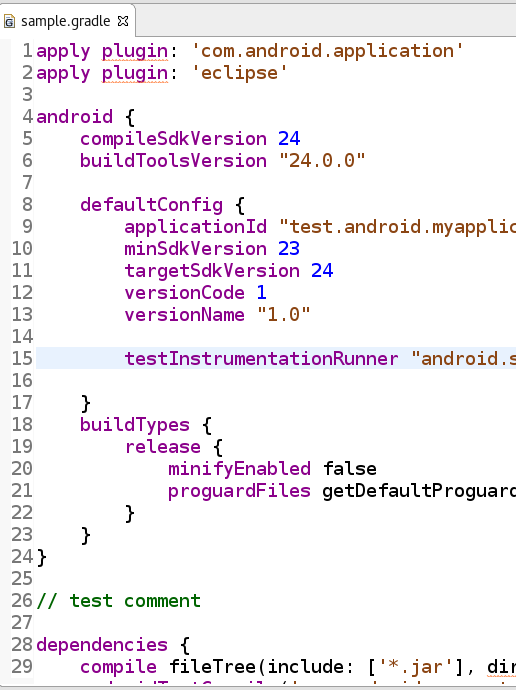 sample.gradle
1 apply plugin: 'com.android.application'
2 apply plugin: 'eclipse'
3
4 android {
5     compileSdkVersion 24
6     buildToolsVersion "24.0.0"
7
8     defaultConfig {
9         applicationId "test.android.myapplic
10         minSdkVersion 23
11         targetSdkVersion 24
12         versionCode 1
13         versionName "1.0"
14
15         testInstrumentationRunner "android.s
16
17     }
18     buildTypes {
19         release {
20             minifyEnabled false
21             proguardFiles getDefaultProguard
22         }
23     }
24 }
25
26 // test comment
27
28 dependencies {
29     compile fileTree(include: ['*.jar'], dir